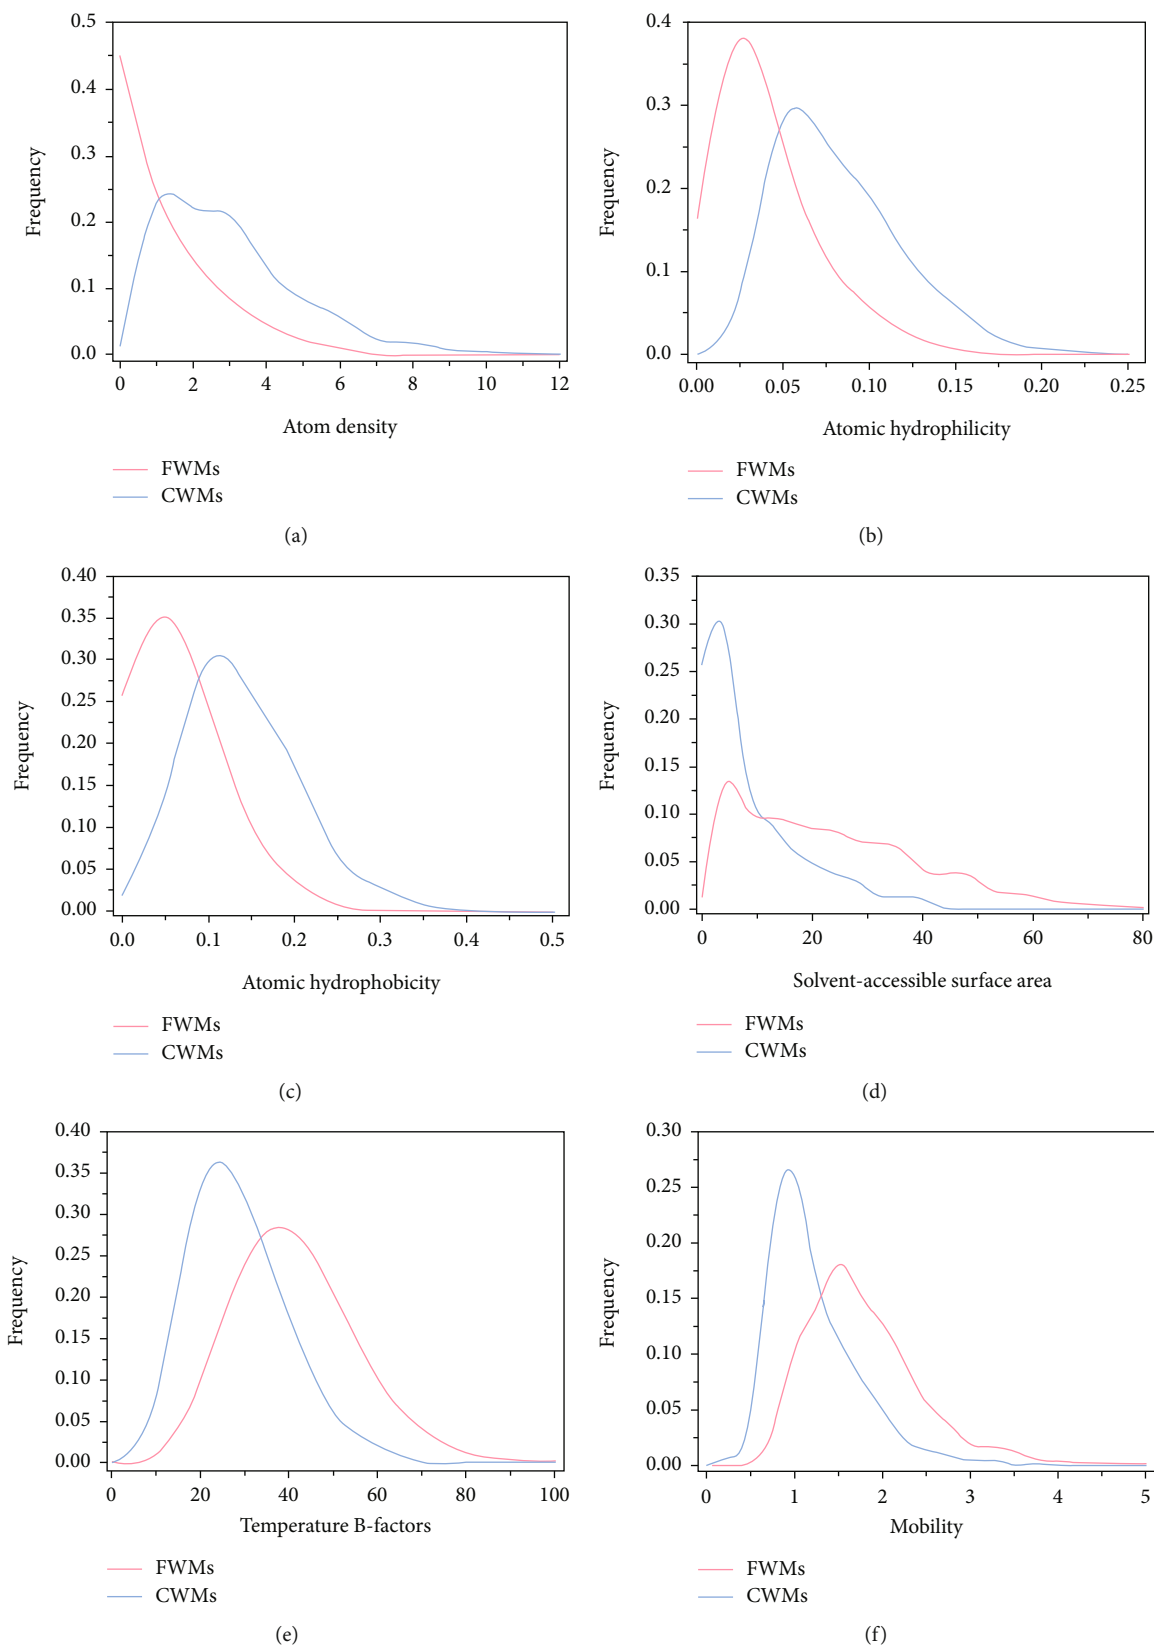 0.5
0.4
0.3
0.2
0.1
0.0
Frequency
0 2 4 6 8 10 12
Atom density
FWMs
CWMs
(a)
0.4
0.3
0.2
0.1
0.0
Frequency
0.00 0.05 0.10 0.15 0.20 0.25
Atomic hydrophilicity
FWMs
CWMs
(b)
0.40
0.35
0.30
0.25
0.20
0.15
0.10
0.05
0.00
Frequency
0.0 0.1 0.2 0.3 0.4 0.5
Atomic hydrophobicity
FWMs
CWMs
(c)
0.35
0.30
0.25
0.20
0.15
0.10
0.05
0.00
Frequency
0 20 40 60 80
Solvent-accessible surface area
FWMs
CWMs
(d)
0.40
0.35
0.30
0.25
0.20
0.15
0.10
0.05
0.00
Frequency
0 20 40 60 80 100
Temperature B-factors
FWMs
CWMs
(e)
0.30
0.25
0.20
0.15
0.10
0.05
0.00
Frequency
0 1 2 3 4 5
Mobility
FWMs
CWMs
(f)